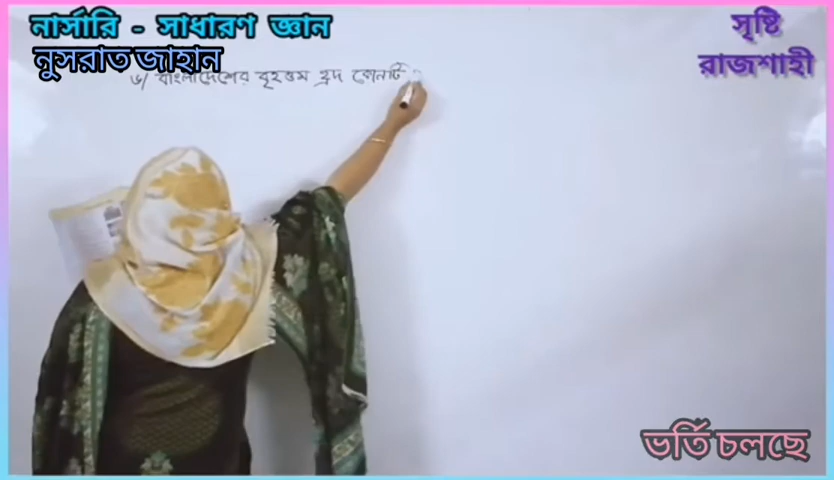 নার্সারি - সাধারণ জ্ঞান
নুসরাত জাহান
সৃষ্টি
রাজশাহী
৬/ বাংলাদেশের বৃহত্তম হ্রদ কোনটি
ভর্তি চলছে